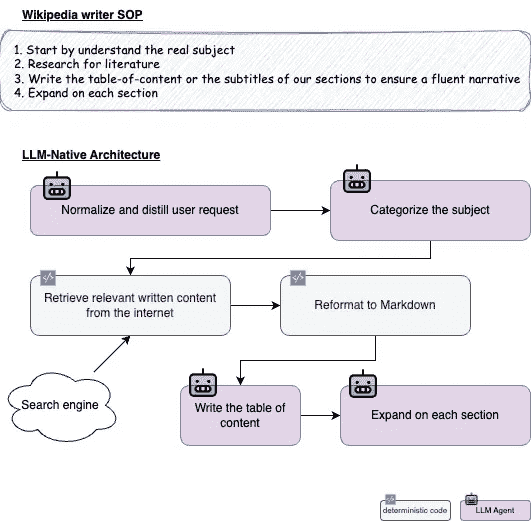 Wikipedia writer SOP
1. Start by understand the real subject
2. Research for literature
3. Write the table-of-content or the subtitles of our sections to ensure a fluent narrative
4. Expand on each section
LLM-Native Architecture
Normalize and distill user request
Categorize the subject
</>
</>
Retrieve relevant written content
from the internet
Reformat to Markdown
Search engine
Write the table of
content
Expand on each section
</>
deterministic code
LLM Agent